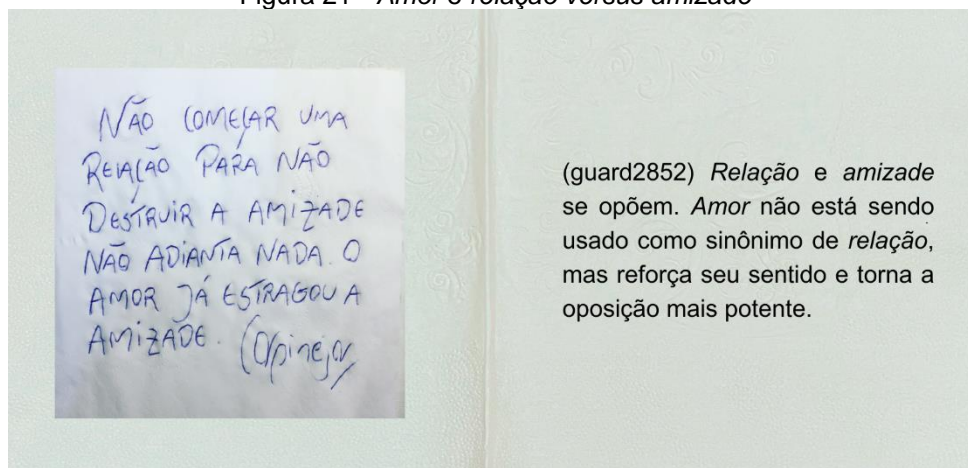 Figura 21 - Amor e relação versus amizade
NÃO COMEÇAR UMA
RELAÇÃO PARA NÃO
DESTRUIR A AMIZADE
NÃO ADIANTA NADA. O
AMOR JÁ ESTRAGOU A
AMIZADE. Carpinejar
(guard2852) Relação e amizade
se opõem. Amor não está sendo
usado como sinônimo de relação,
mas reforça seu sentido e torna a
oposição mais potente.